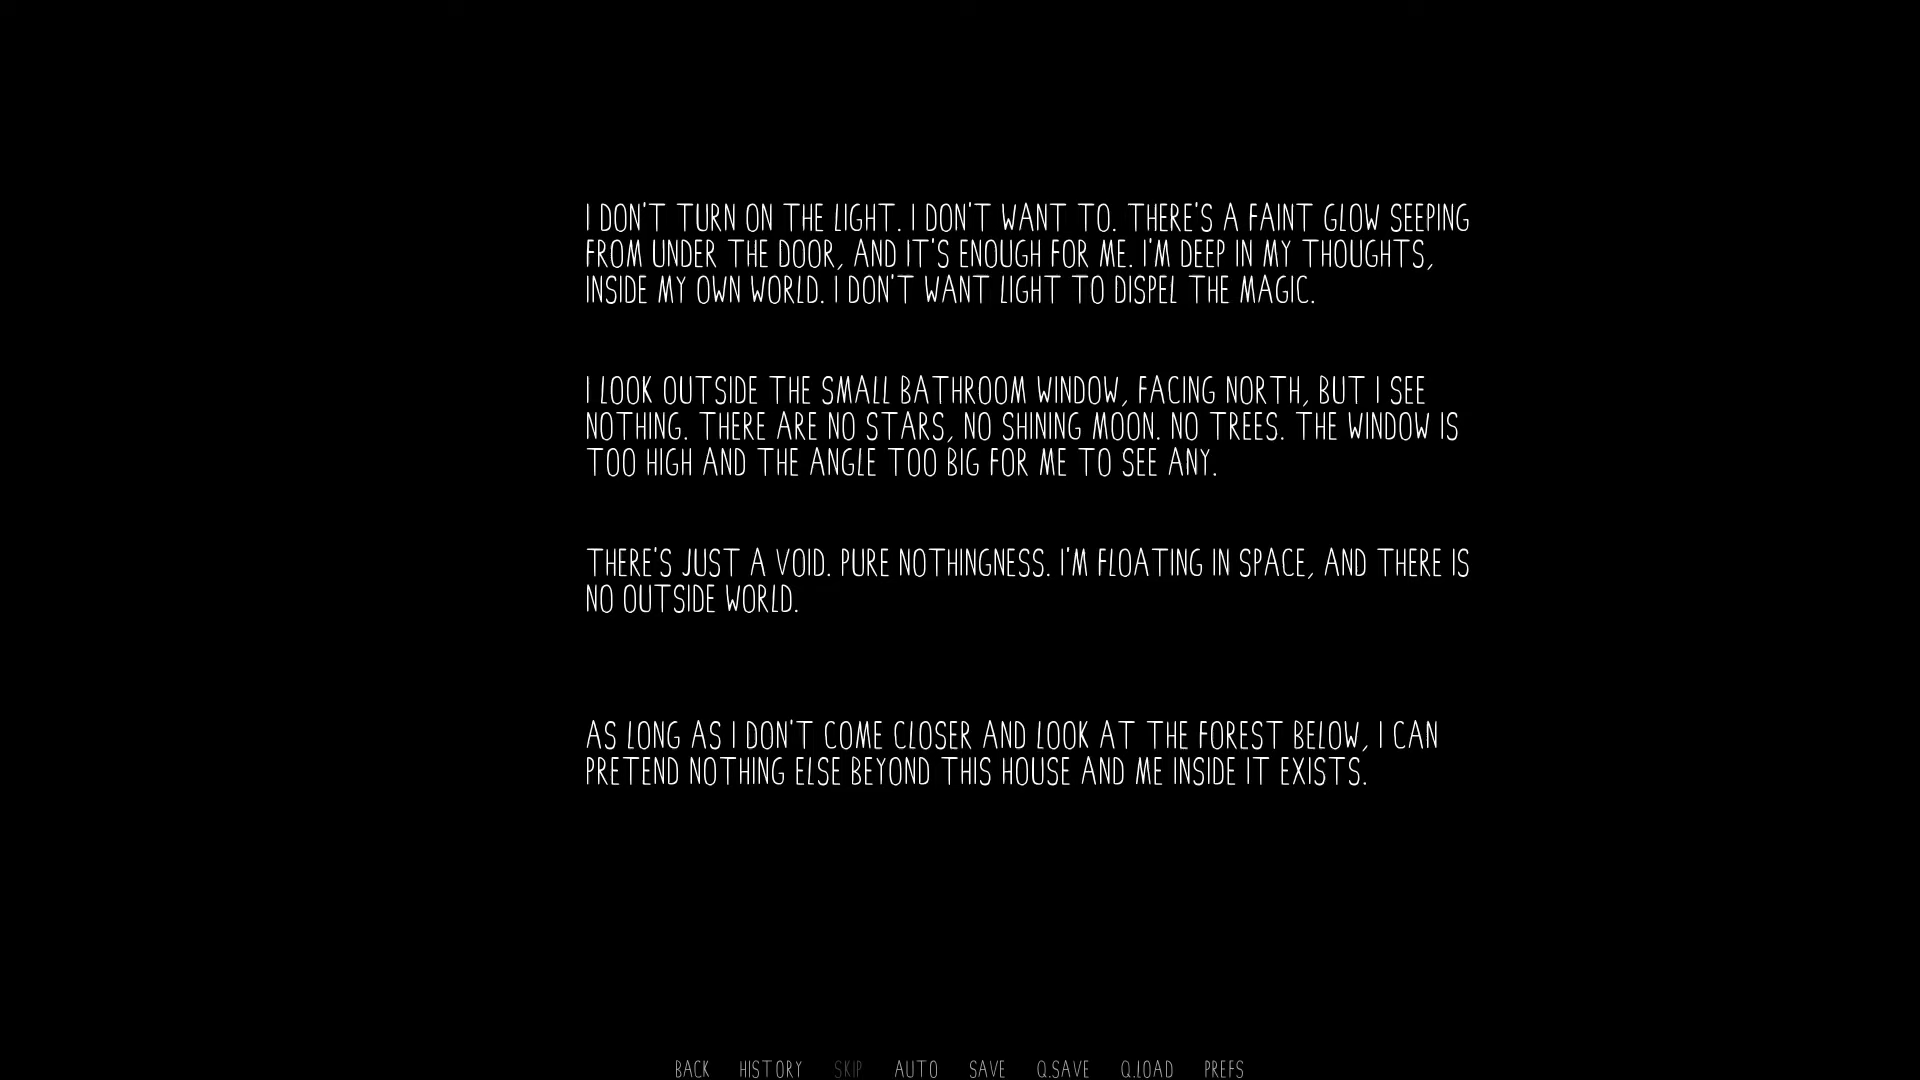 I DON'T TURN ON THE LIGHT. I DON'T WANT TO. THERE'S A FAINT GLOW SEEPING
FROM UNDER THE DOOR, AND IT'S ENOUGH FOR ME. I'M DEEP IN MY THOUGHTS,
INSIDE MY OWN WORLD. I DON'T WANT LIGHT TO DISPEL THE MAGIC.
I LOOK OUTSIDE THE SMALL BATHROOM WINDOW, FACING NORTH, BUT I SEE
NOTHING. THERE ARE NO STARS, NO SHINING MOON. NO TREES. THE WINDOW IS
TOO HIGH AND THE ANGLE TOO BIG FOR ME TO SEE ANY.
THERE'S JUST A VOID. PURE NOTHINGNESS. I'M FLOATING IN SPACE, AND THERE IS
NO OUTSIDE WORLD.
AS LONG AS I DON'T COME CLOSER AND LOOK AT THE FOREST BELOW, I CAN
PRETEND NOTHING ELSE BEYOND THIS HOUSE AND ME INSIDE IT EXISTS.
BACK HISTORY SKIP AUTO SAVE Q.SAVE Q.LOAD PREFS